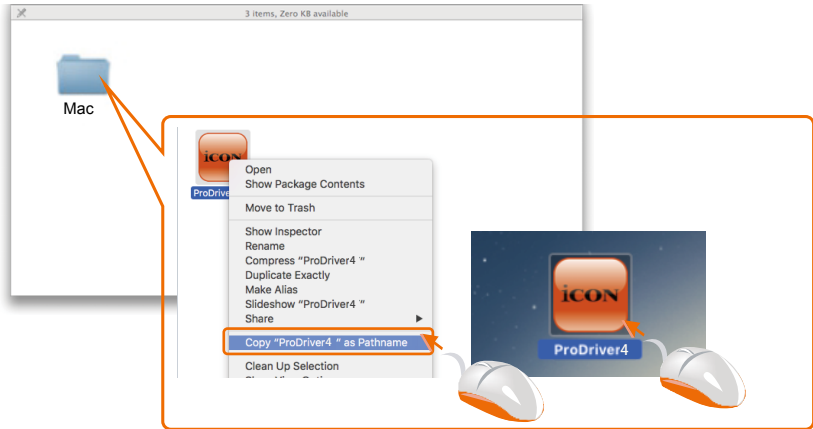 3 items, Zero KB available
Mac
iCON
ProDrive
Open
Show Package Contents
Move to Trash
Show Inspector
Rename
Compress “ProDriver4 ”
Duplicate Exactly
Make Alias
Slideshow “ProDriver4 ”
Share
Copy “ProDriver4 ” as Pathname
Clean Up Selection
iCON
ProDriver4